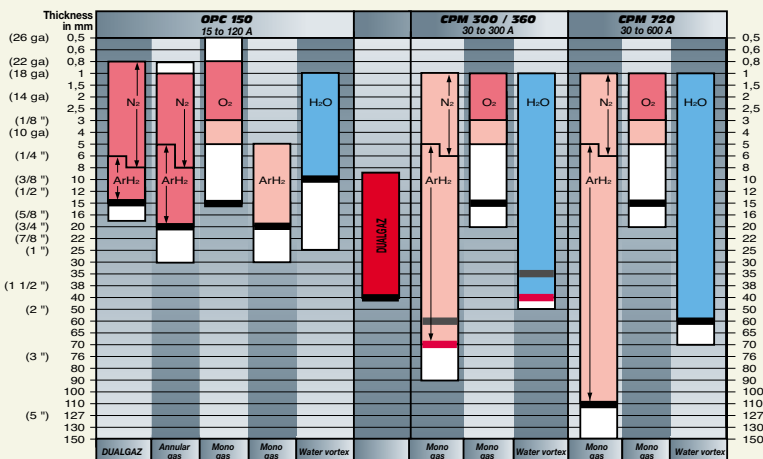 Thickness
in mm
OPC 150
15 to 120 A
CPM 300 / 360
30 to 300 A
CPM 720
30 to 600 A
(26 ga) 0,5 0,5
0,6 0,6
(22 ga) 0,8 0,8
(18 ga) 1 1
1,5 1,5
(14 ga) 2 N2 N2 O2 H2O N2 O2 H2O N2 O2 H2O 2
2,5 2,5
(1/8 ") 3 3
(10 ga) 4 4
5 5
(1/4 ") 6 6
8 8
(3/8 ") 10 ArH2 ArH2 ArH2 ArH2 ArH2 10
(1/2 ") 12 12
15 15
(5/8 ") 16 16
(3/4 ") 20 20
(7/8 ") 22 22
(1 ") 25 25
30 30
35 35
(1 1/2 ") 38 38
40 40
(2 ") 50 50
60 60
65 65
70 70
(3 ") 76 76
80 80
90 90
100 100
110 110
(5 ") 127 127
130 130
150 150
DUALGAZ
DUALGAZ
Annular gas
Mono gas
Mono gas
Water vortex
Mono gas
Mono gas
Water vortex
Mono gas
Mono gas
Water vortex